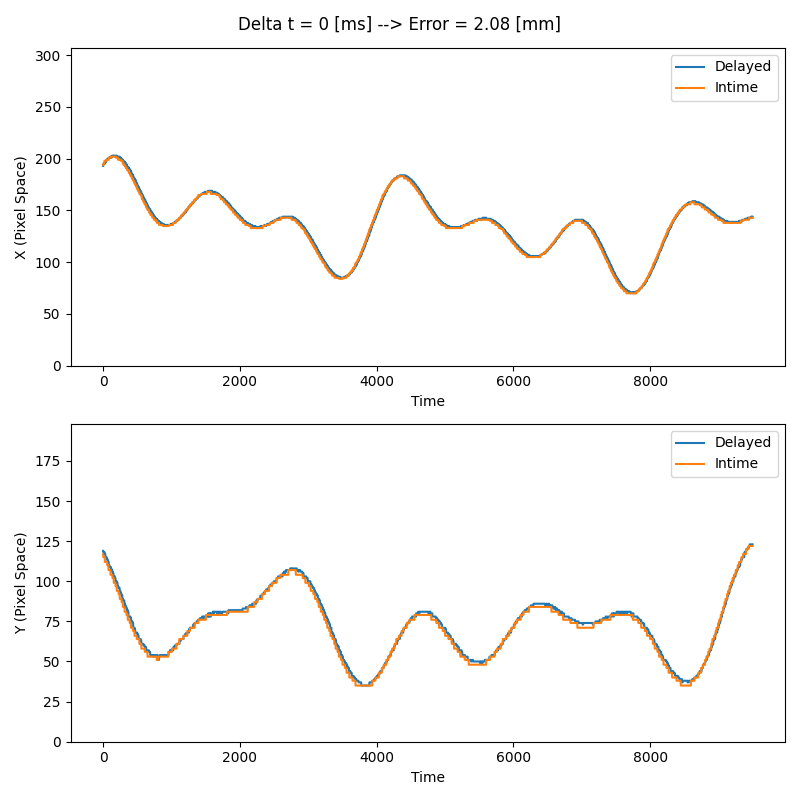 Delta t = 0 [ms] --> Error = 2.08 [mm]
300
250
200
150
100
50
0
X (Pixel Space)
Delayed
Intime
0 2000 4000 6000 8000
Time
175
150
125
100
75
50
25
0
Y (Pixel Space)
Delayed
Intime
0 2000 4000 6000 8000
Time